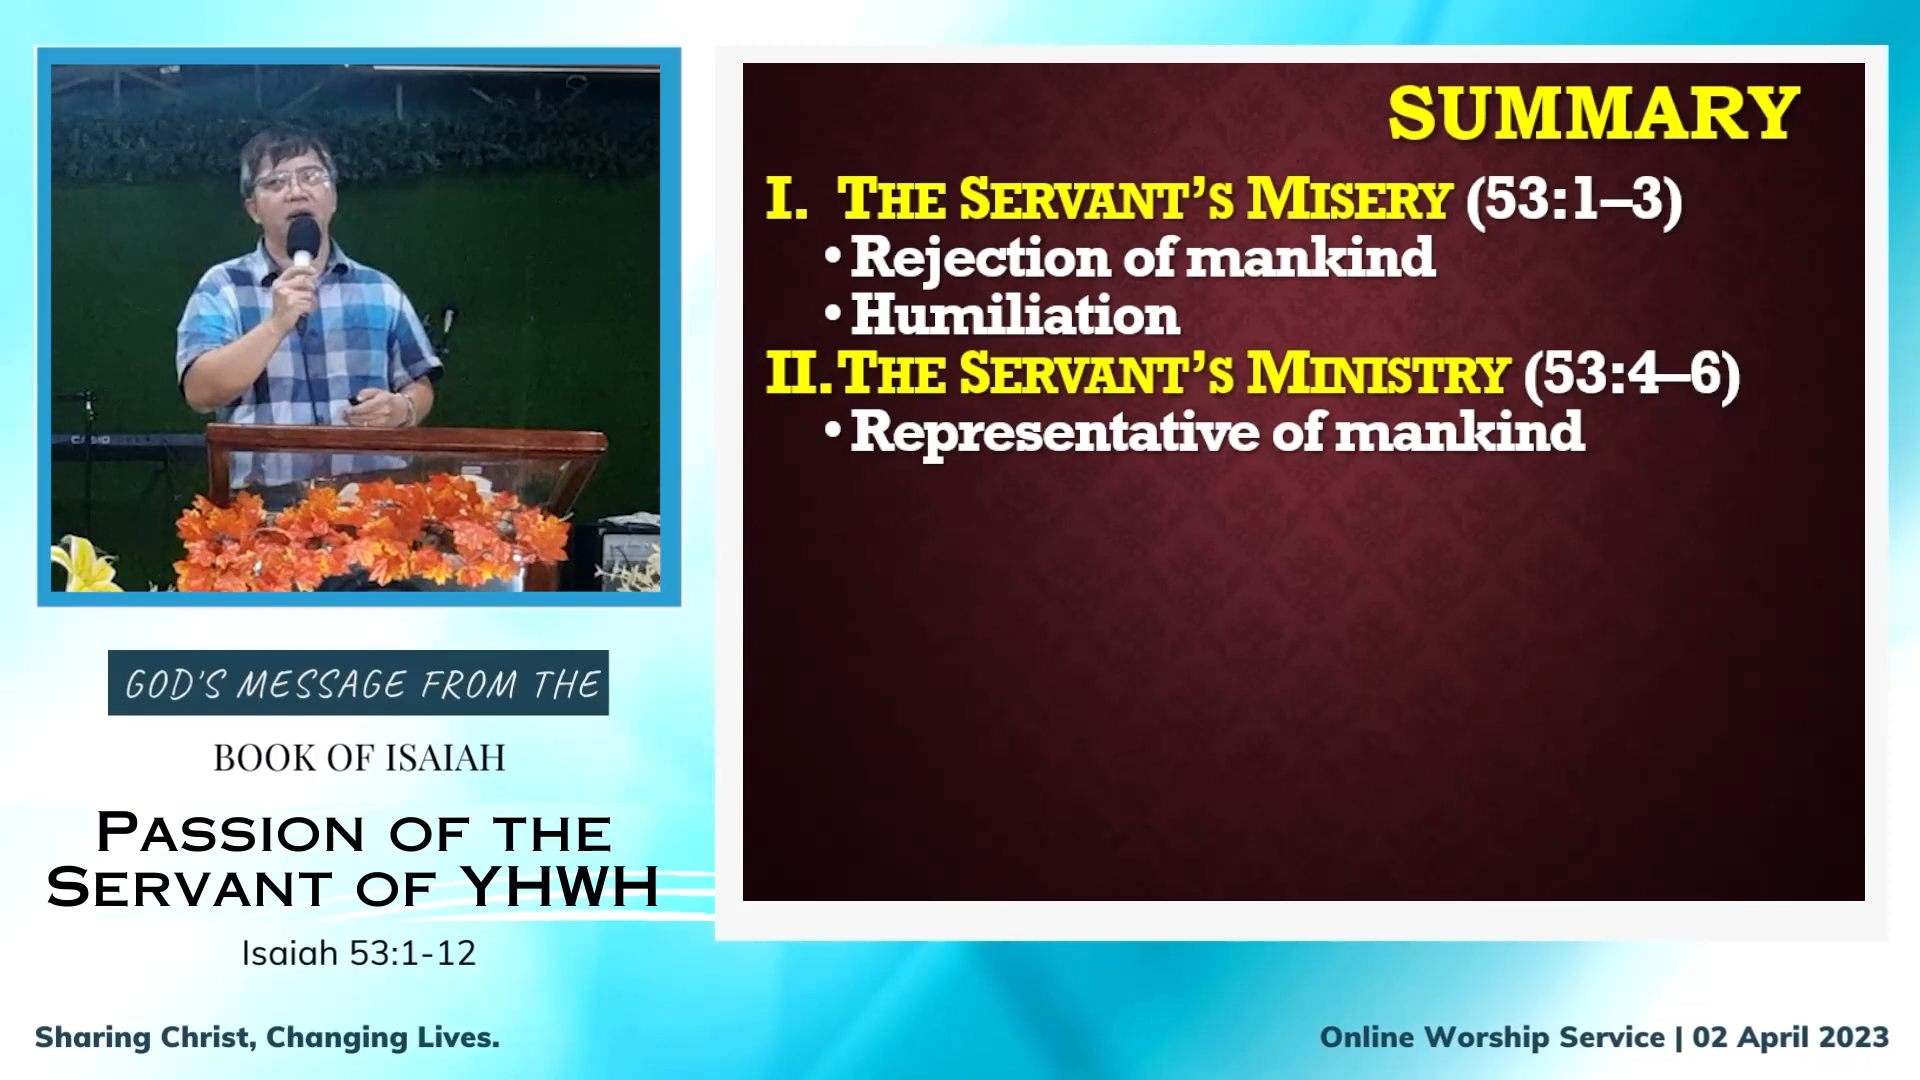 SUMMARY
I. THE SERVANT'S MISERY (53:1–3)
• Rejection of mankind
• Humiliation
II. THE SERVANT'S MINISTRY (53:4–6)
• Representative of mankind
CASIO
GOD'S MESSAGE FROM THE
BOOK OF ISAIAH
PASSION OF THE
SERVANT OF YHWH
Isaiah 53:1-12
Sharing Christ, Changing Lives.
Online Worship Service | 02 April 2023